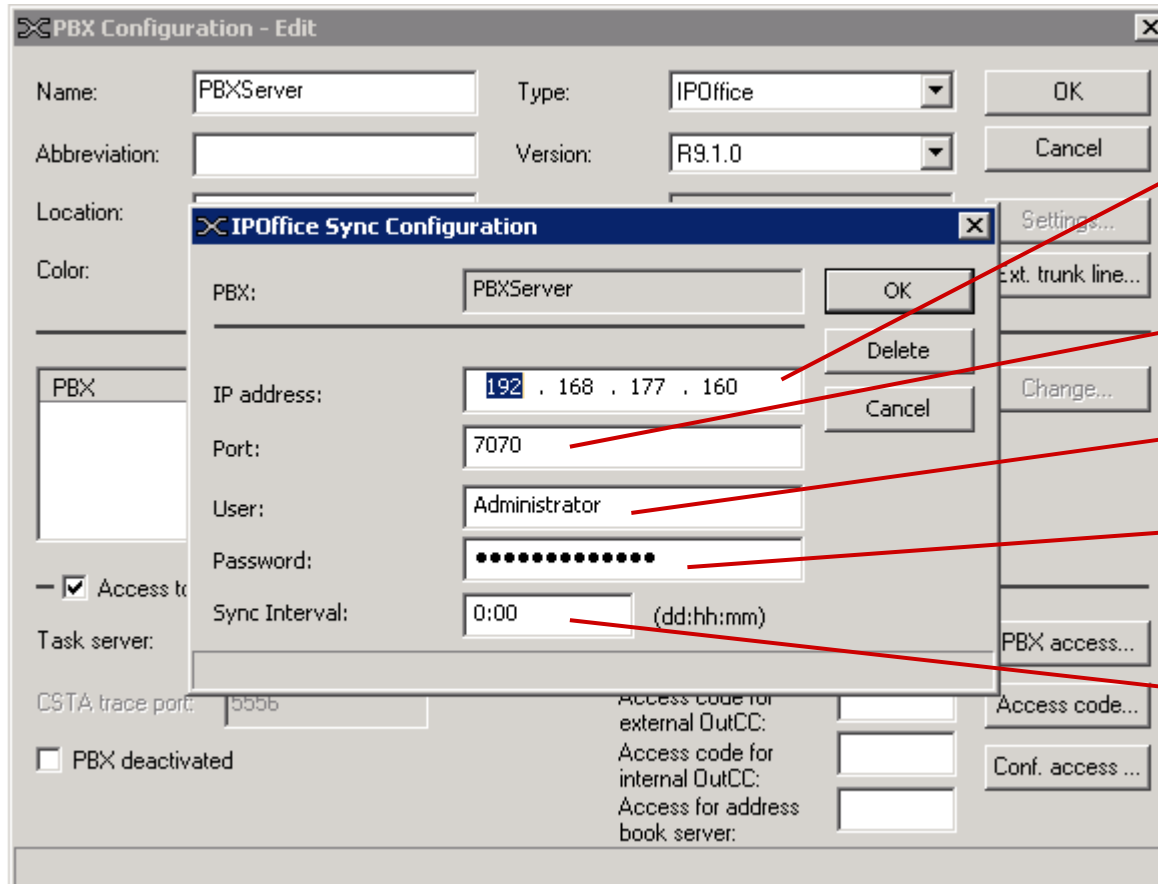 PBX Configuration - Edit
Name: PBXServer Type: IPOffice OK
Abbreviation: Version: R9.1.0 Cancel
Location: Settings...
Color: Ext. trunk line...
IPOffice Sync Configuration
PBX: PBXServer OK
Delete
PBX IP address: 192 . 168 . 177 . 160 Cancel Change...
Port: 7070
User: Administrator
Password: ●●●●●●●●●●●●●
Access to
Sync Interval: 0:00 (dd:hh:mm)
Task server: PBX access...
CSTA trace port: 5556 Access code for Access code...
external OutCC:
PBX deactivated Access code for Conf. access ...
internal OutCC:
Access for address
book server: